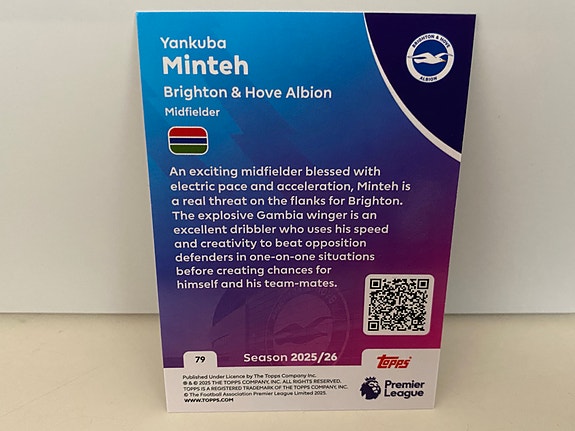 Yankuba
Minteh
Brighton & Hove Albion
Midfielder
BRIGHTON & HOVE
ALBION
An exciting midfielder blessed with
electric pace and acceleration, Minteh is
a real threat on the flanks for Brighton.
The explosive Gambia winger is an
excellent dribbler who uses his speed
and creativity to beat opposition
defenders in one-on-one situations
before creating chances for
himself and his team-mates.
79
Season 2025/26
Topps
Published Under Licence by The Topps Company Inc.
® & © 2025 THE TOPPS COMPANY, INC. ALL RIGHTS RESERVED.
TOPPS IS A REGISTERED TRADEMARK OF THE TOPPS COMPANY, INC.
© The Football Association Premier League Limited 2025.
WWW.TOPPS.COM
Premier
League